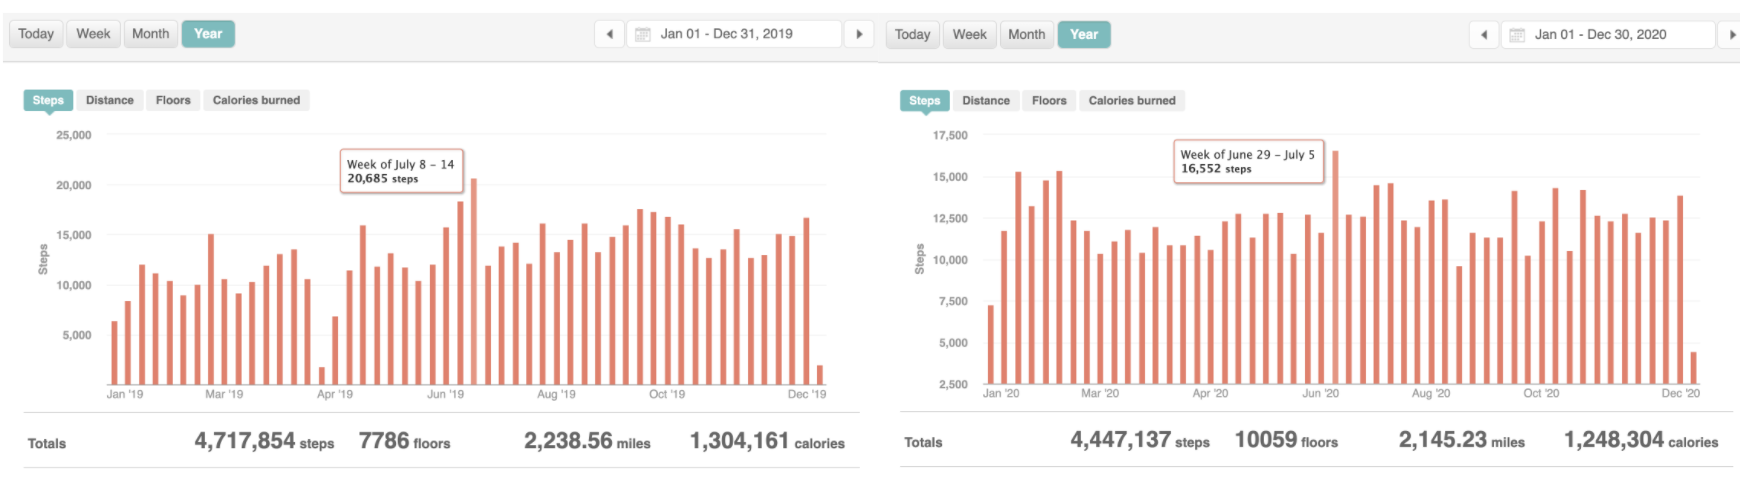 Today Week Month Year Jan 01 - Dec 31, 2019
Steps Distance Floors Calories burned
25,000
20,000
15,000
10,000
5,000
Steps
Week of July 8 – 14
20,685 steps
Jan '19 Mar '19 Apr '19 Jun '19 Aug '19 Oct '19 Dec '19
Totals 4,717,854 steps 7786 floors 2,238.56 miles 1,304,161 calories
Today Week Month Year Jan 01 - Dec 30, 2020
Steps Distance Floors Calories burned
17,500
15,000
12,500
10,000
7,500
5,000
2,500
Steps
Week of June 29 – July 5
16,552 steps
Jan '20 Mar '20 Apr '20 Jun '20 Aug '20 Oct '20 Dec '20
Totals 4,447,137 steps 10059 floors 2,145.23 miles 1,248,304 calories